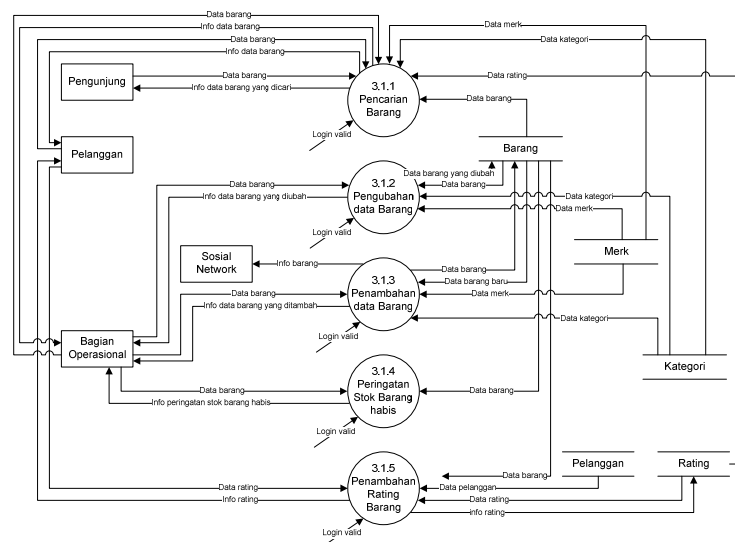 Data barang
Info data barang
Data barang
Info data barang
Data merk
Data kategori
Pengunjung
Data barang
Info data barang yang dicari
3.1.1
Pencarian
Barang
Data rating
Data barang
Login valid
Pelanggan
Barang
Data barang yang diubah
Data barang
Data barang
Info data barang yang diubah
3.1.2
Pengubahan
data Barang
Data kategori
Data merk
Login valid
Merk
Sosial
Network
Info barang
3.1.3
Penambahan
data Barang
Data barang
Data barang baru
Data merk
Data barang
Info data barang yang ditambah
Data kategori
Login valid
Bagian
Operasional
Kategori
3.1.4
Peringatan
Stok Barang
habis
Data barang
Info peringatan stok barang habis
Data barang
Login valid
3.1.5
Penambahan
Rating
Barang
Data barang
Data pelanggan
Data rating
info rating
Pelanggan
Rating
Data rating
Info rating
Login valid